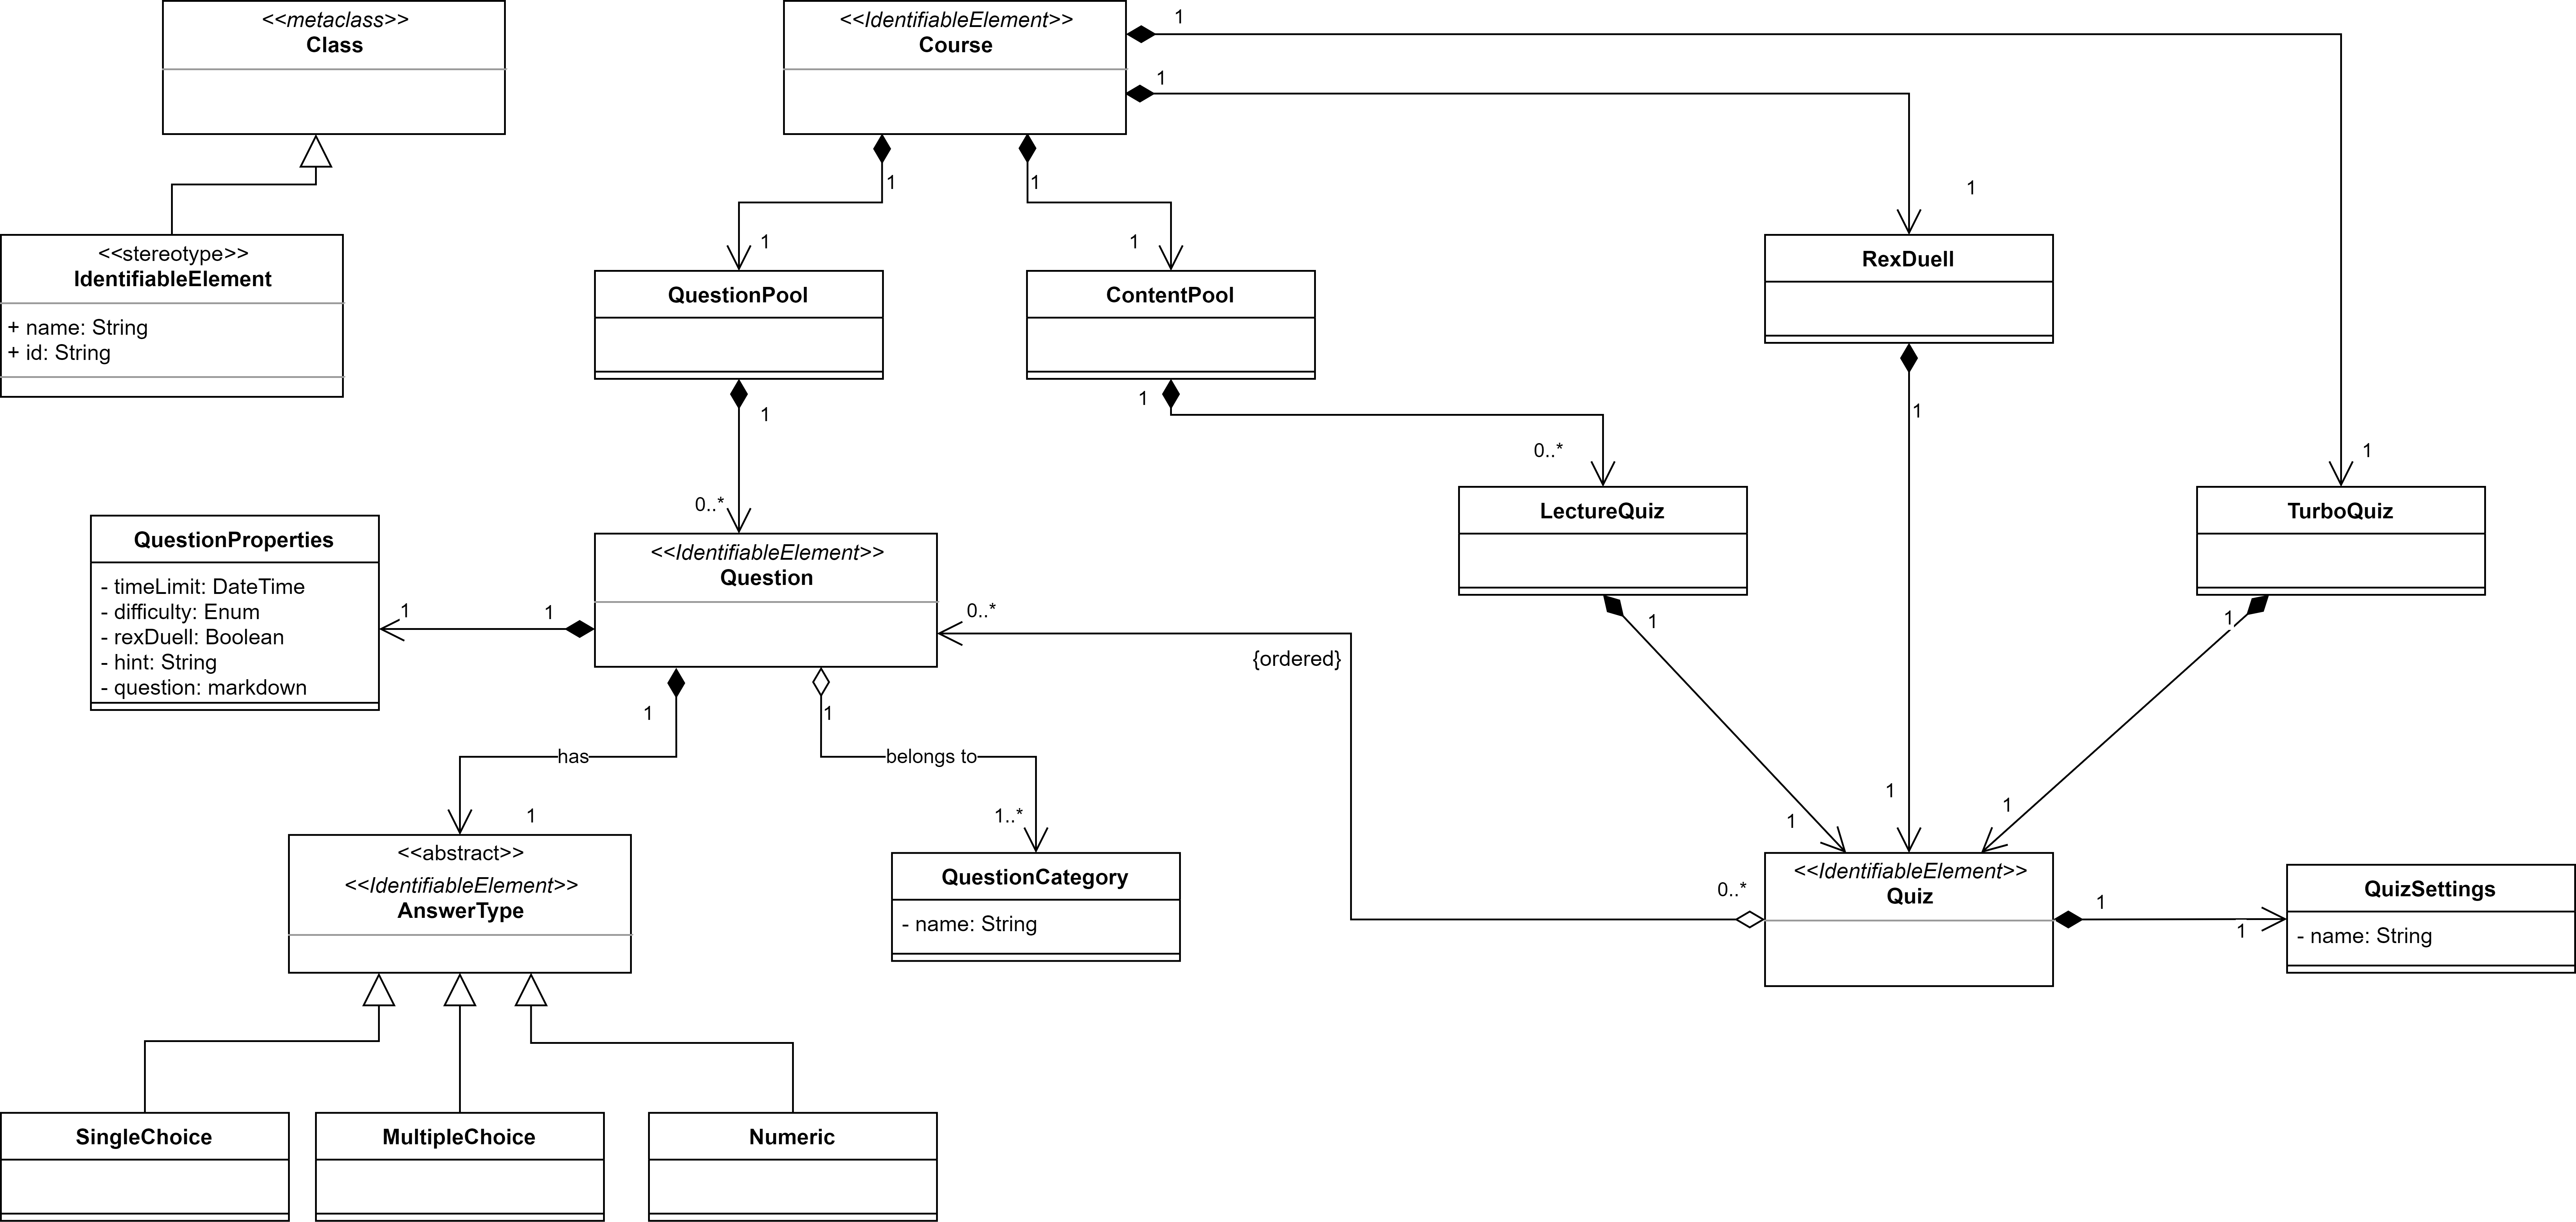 <<metaclass>>
Class
<<IdentifiableElement>>
Course
1
1
1
1
1
<<stereotype>>
IdentifiableElement
+ name: String
+ id: String
1
1
QuestionPool
ContentPool
RexDuell
1
1
1
0..*
1
0..*
LectureQuiz
TurboQuiz
QuestionProperties
- timeLimit: DateTime
- difficulty: Enum
- rexDuell: Boolean
- hint: String
- question: markdown
1
1
<<IdentifiableElement>>
Question
0..*
{ordered}
1
1
1
1
has
belongs to
1
1..*
1
1
1
<<abstract>>
<<IdentifiableElement>>
AnswerType
QuestionCategory
- name: String
0..*
<<IdentifiableElement>>
Quiz
1
1
QuizSettings
- name: String
SingleChoice
MultipleChoice
Numeric